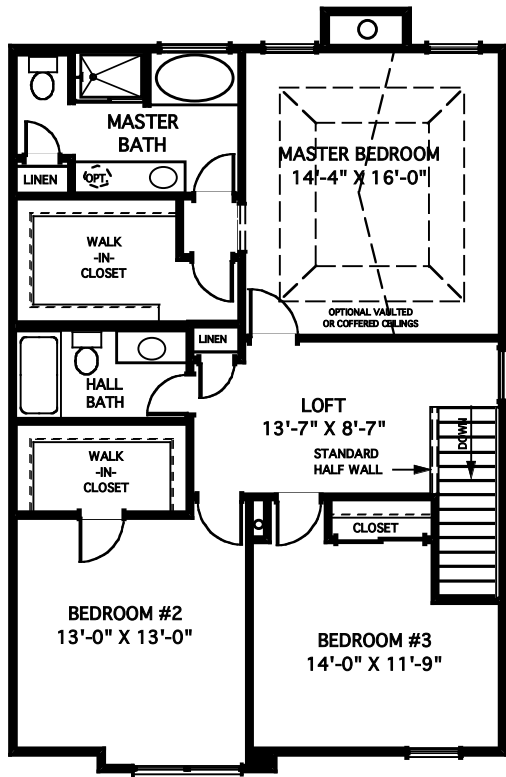 MASTER
BATH
LINEN
OPT.
MASTER BEDROOM
14'-4" X 16'-0"
WALK
-IN-
CLOSET
OPTIONAL VAULTED
OR COFFERED CEILINGS
LINEN
HALL
BATH
LOFT
13'-7" X 8'-7"
DOWN
STANDARD
HALF WALL
WALK
-IN-
CLOSET
CLOSET
BEDROOM #2
13'-0" X 13'-0"
BEDROOM #3
14'-0" X 11'-9"